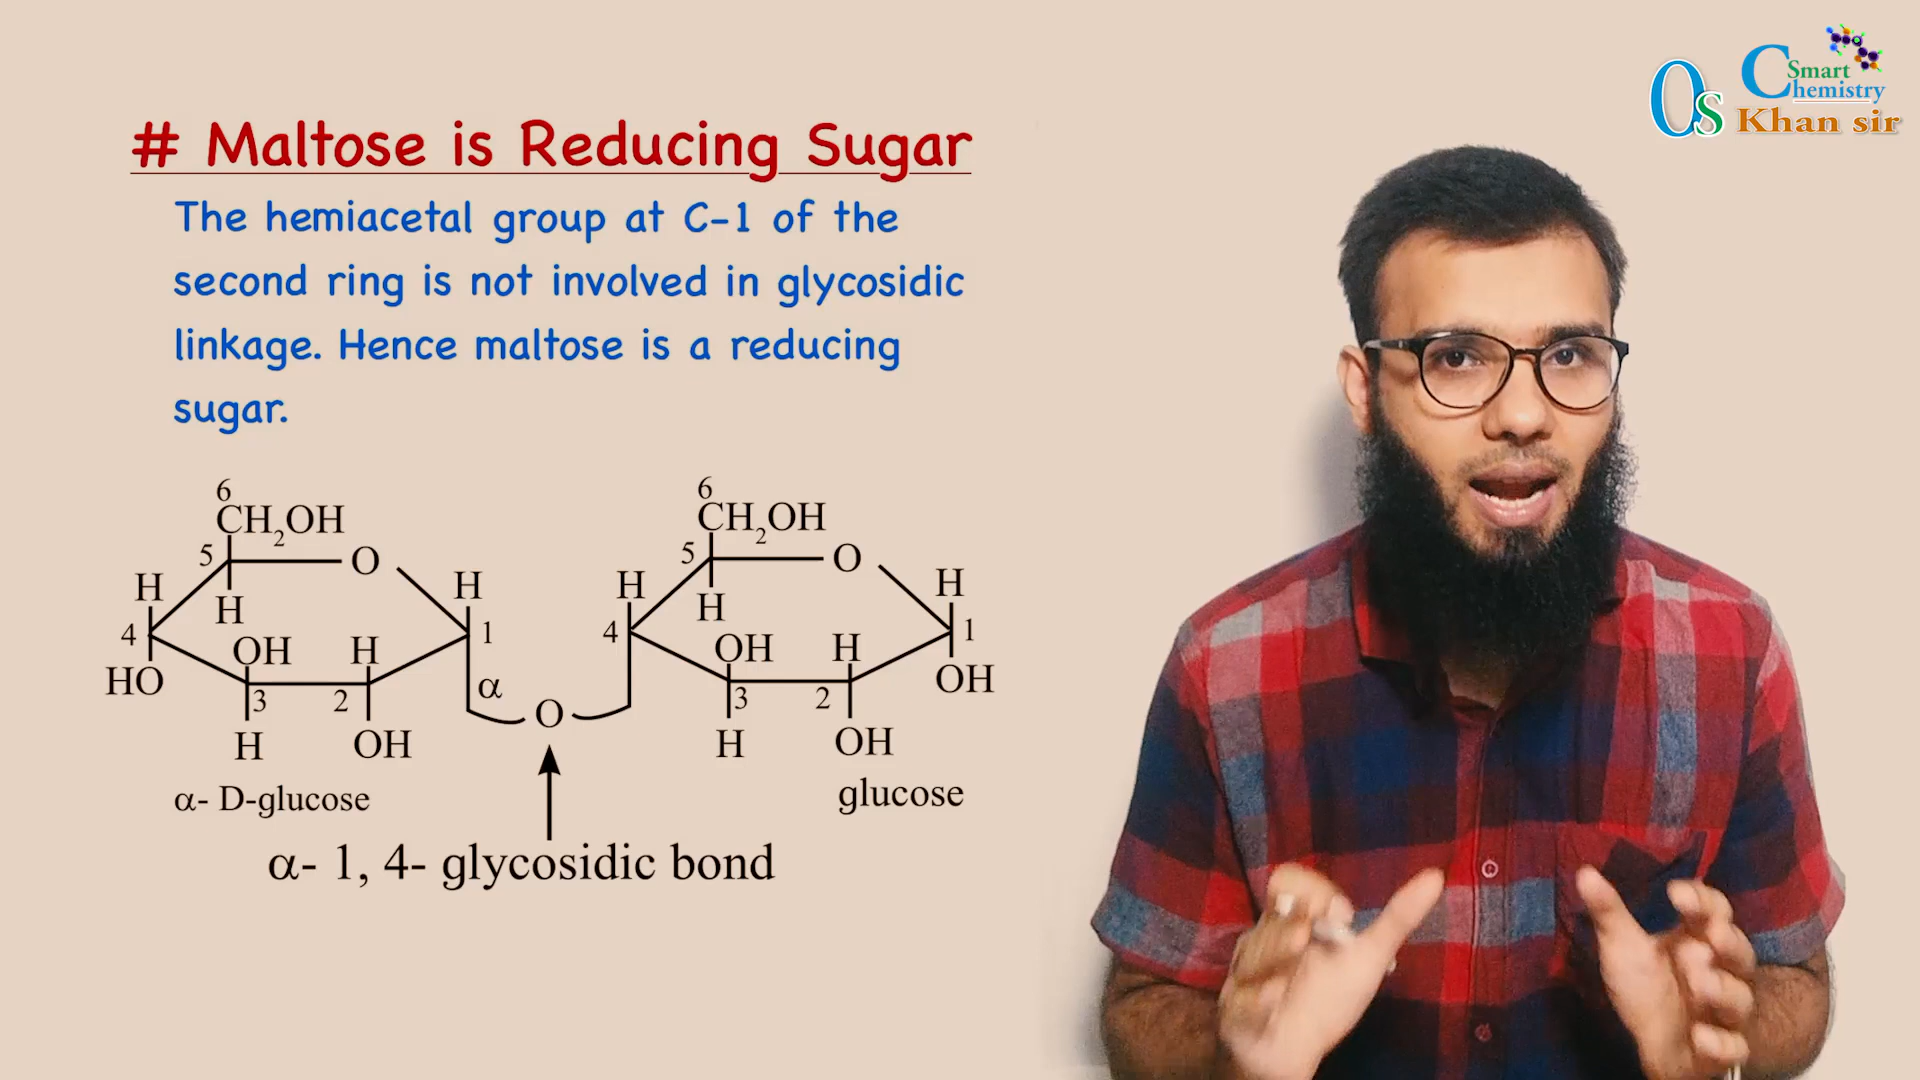 # Maltose is Reducing Sugar
The hemiacetal group at C-1 of the
second ring is not involved in glycosidic
linkage. Hence maltose is a reducing
sugar.
Os Smart Chemistry
Khan sir
6 6
CH2OH CH2OH
5 O 5 O
H H H H
H H
4 1 4 1
OH H OH H
HO α OH
3 2 O 3 2
H OH H OH
α- D-glucose glucose
α- 1, 4- glycosidic bond